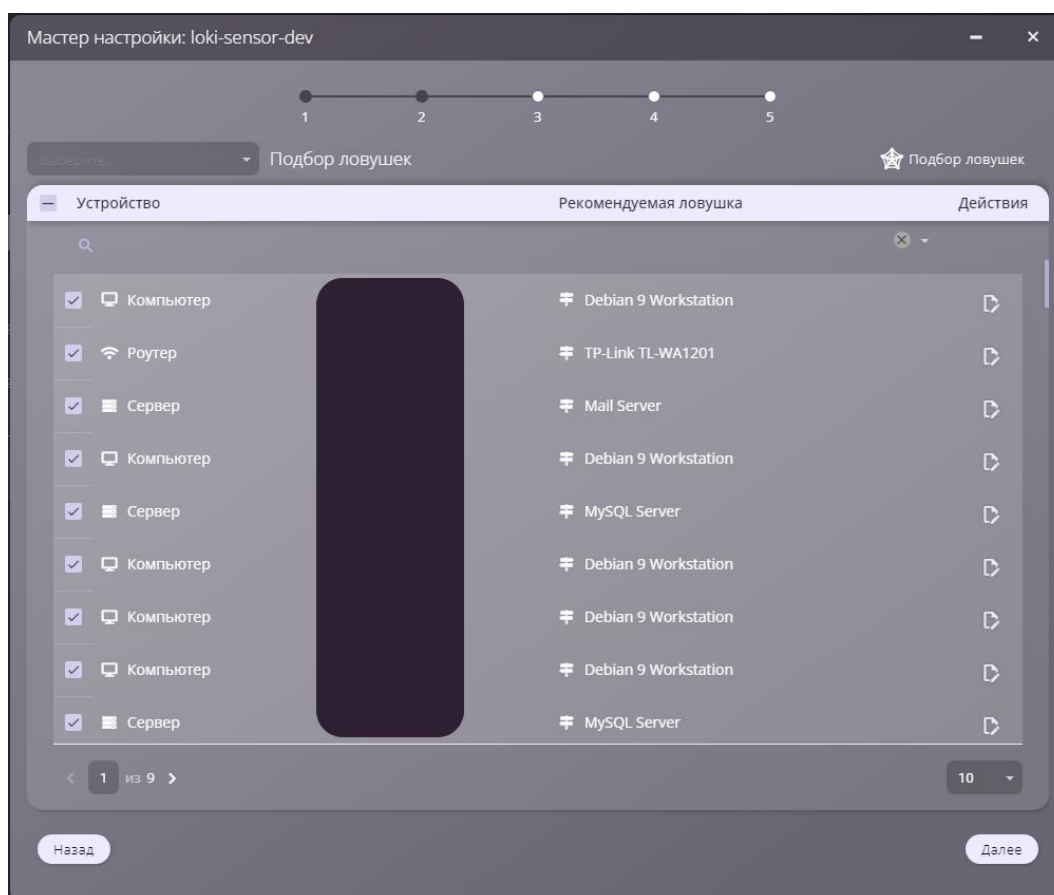 Мастер настройки: loki-sensor-dev
1 2 3 4 5
Выберите... Подбор ловушек Подбор ловушек
Устройство Рекомендуемая ловушка Действия
Компьютер Debian 9 Workstation
Роутер TP-Link TL-WA1201
Сервер Mail Server
Компьютер Debian 9 Workstation
Сервер MySQL Server
Компьютер Debian 9 Workstation
Компьютер Debian 9 Workstation
Компьютер Debian 9 Workstation
Сервер MySQL Server
1 из 9 10
Назад Далее